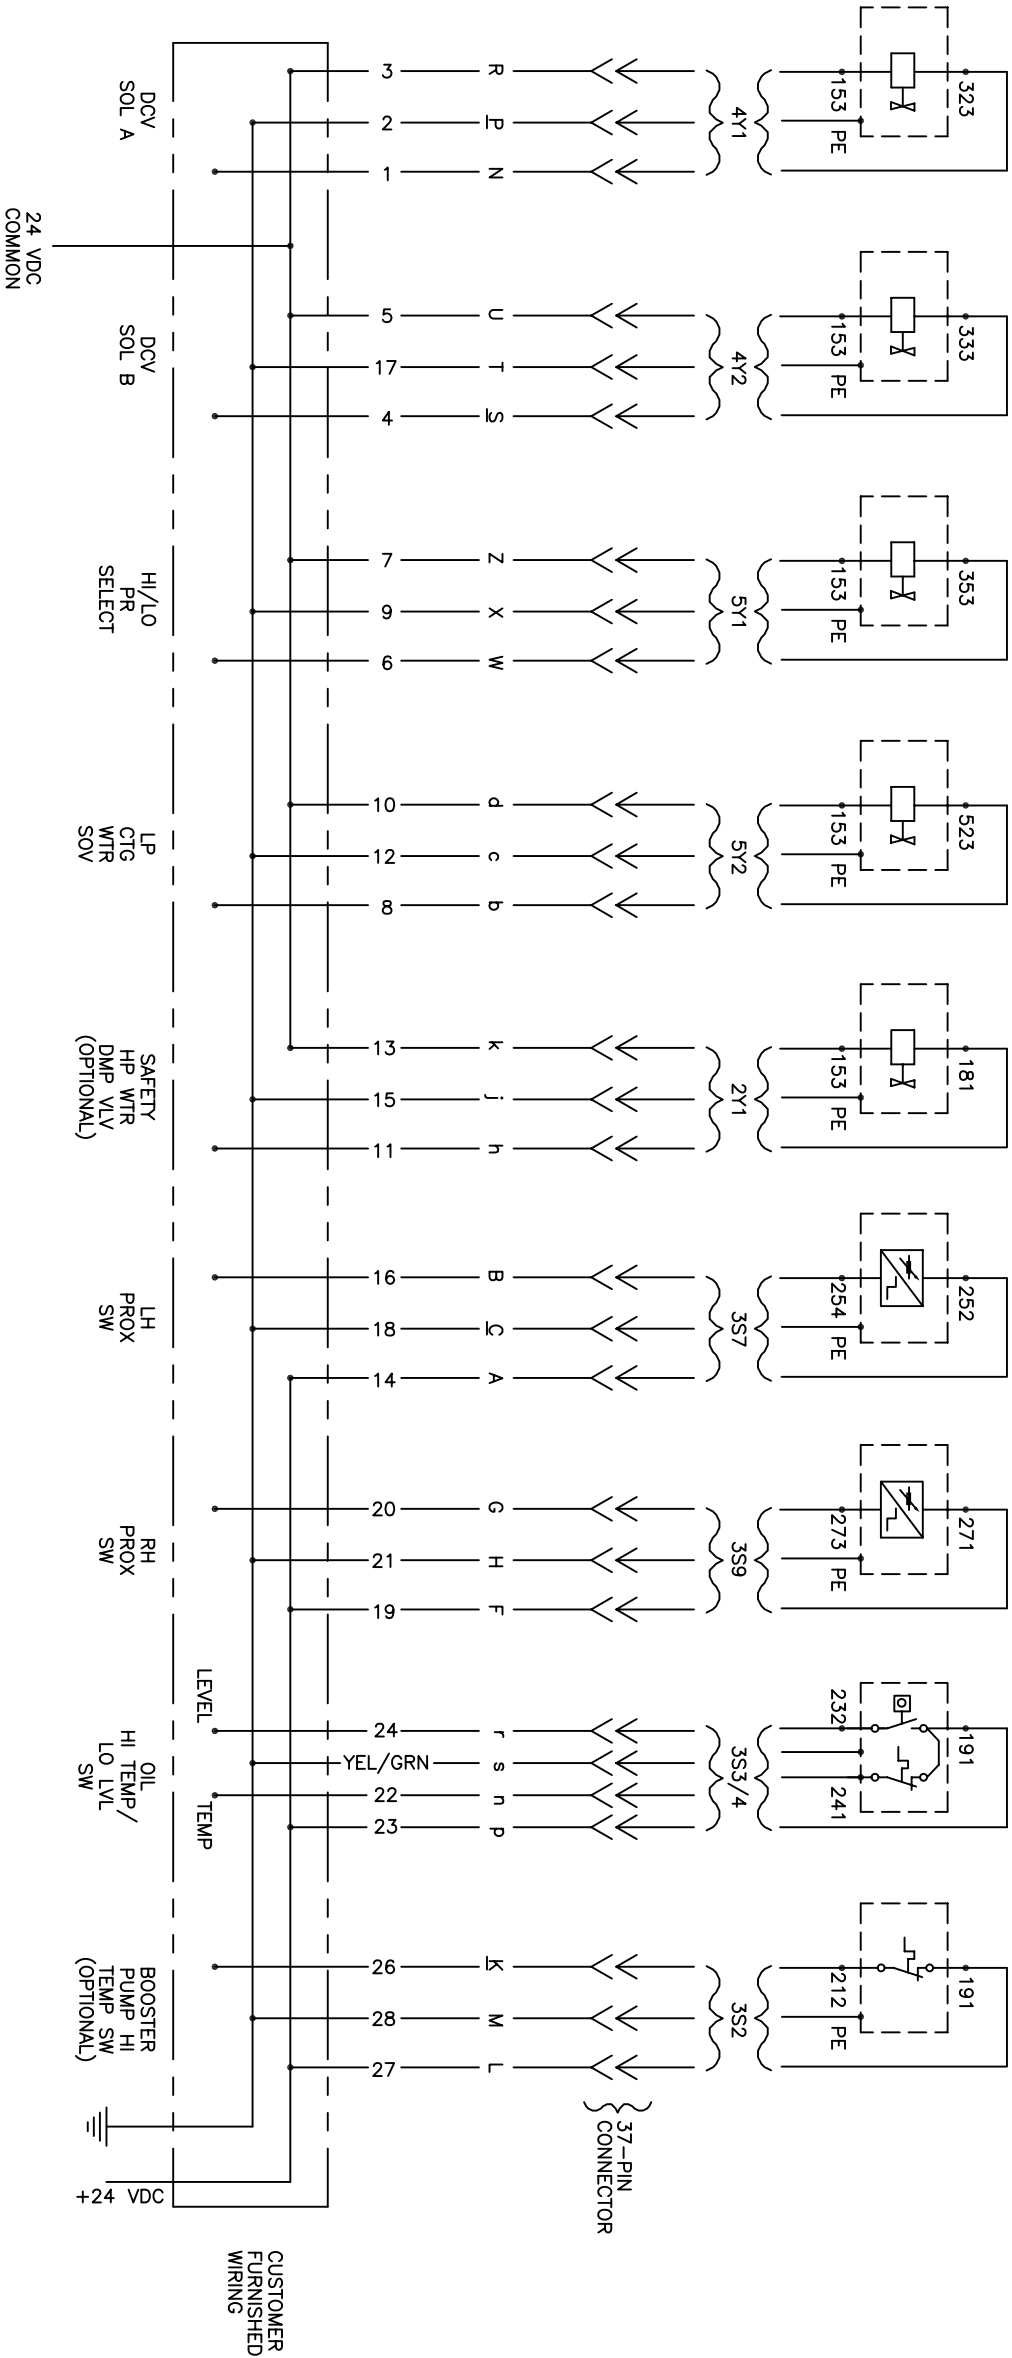 323
153
PE
4Y1
R
P
N
3
2
1
DCV
SOL A
24 VDC
COMMON
333
153
PE
4Y2
U
T
S
5
17
4
DCV
SOL B
353
153
PE
5Y1
Z
X
W
7
9
6
HI/LO
PR
SELECT
523
153
PE
5Y2
d
c
b
10
12
8
LP
CTG
WTR
SOV
181
153
PE
2Y1
k
j
h
13
15
11
SAFETY
HP WTR
DMP VLV
(OPTIONAL)
252
254
PE
3S7
B
C
A
16
18
14
LH
PROX
SW
271
273
PE
3S9
G
H
F
20
21
19
RH
PROX
SW
191
232
241
3S3/4
r
s
n
p
24
YEL/GRN
22
23
LEVEL
TEMP
OIL
HI TEMP/
LO LVL
SW
191
212
PE
3S2
K
M
L
26
28
27
BOOSTER
PUMP HI
TEMP SW
(OPTIONAL)
37-PIN
CONNECTOR
+24 VDC
CUSTOMER
FURNISHED
WIRING